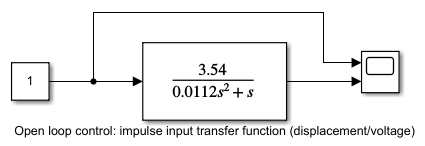 3.54
1
0.0112s² + s
Open loop control: impulse input transfer function (displacement/voltage)